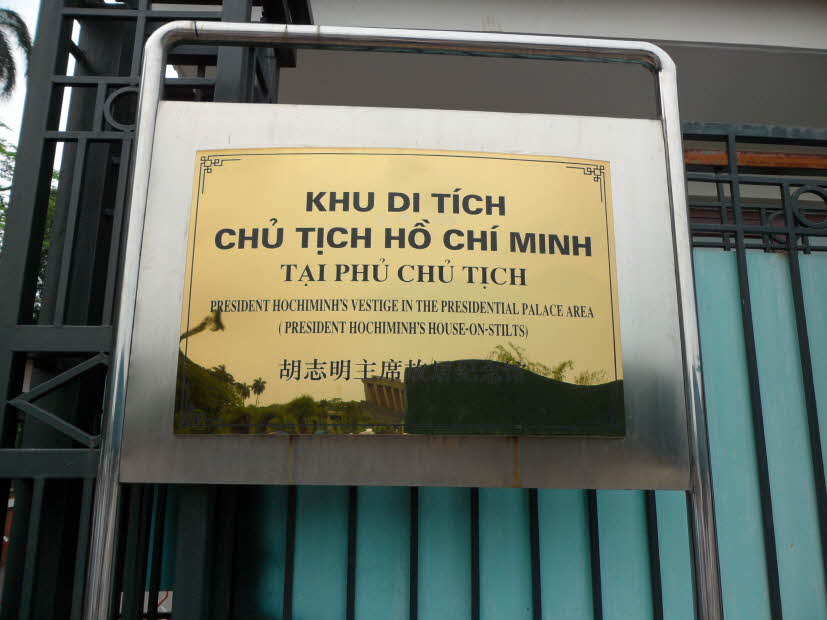 KHU DI TÍCH
CHỦ TỊCH HỒ CHÍ MINH
TẠI PHỦ CHỦ TỊCH
PRESIDENT HOCHIMINH'S VESTIGE IN THE PRESIDENTIAL PALACE AREA
( PRESIDENT HOCHIMINH'S HOUSE-ON-STILTS)
胡志明主席故